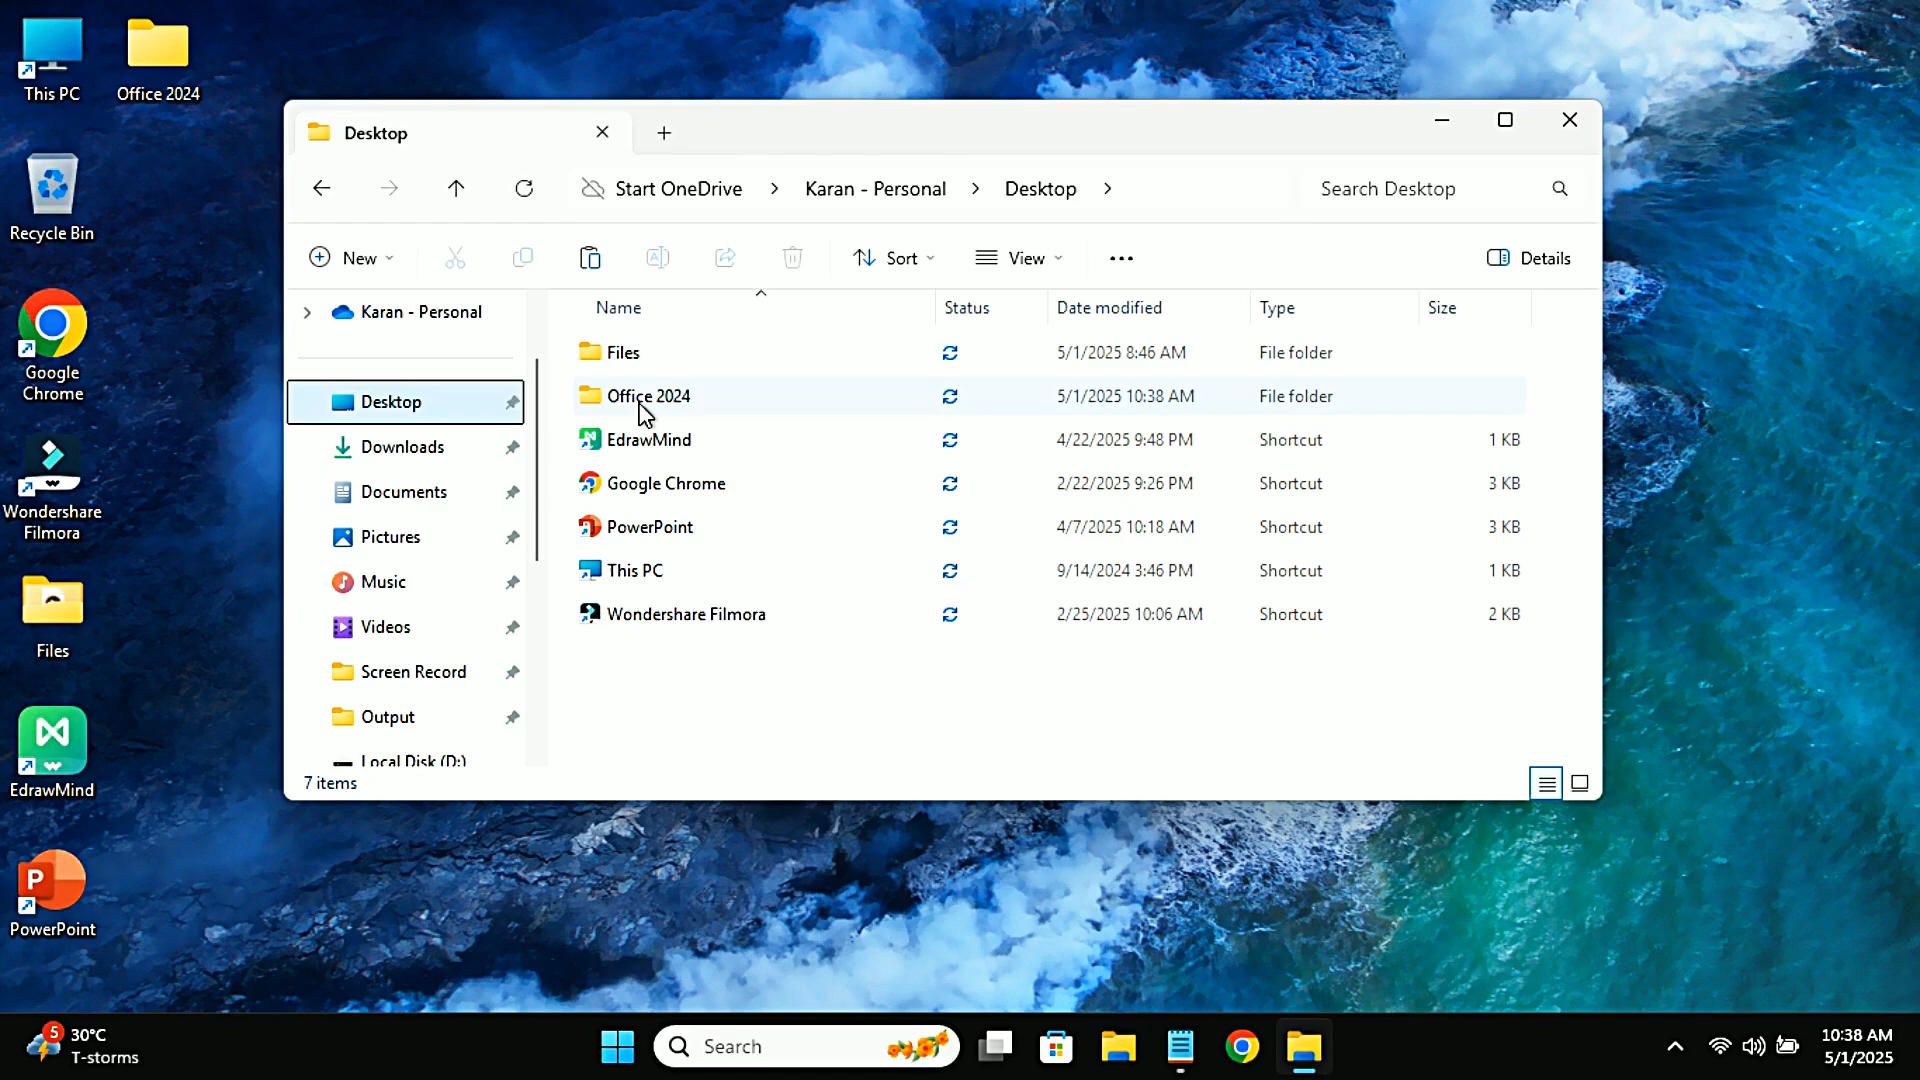 This PC
Office 2024
Recycle Bin
Google
Chrome
Wondershare
Filmora
Files
EdrawMind
P
PowerPoint
Desktop
Start OneDrive > Karan - Personal > Desktop >
Search Desktop
New
Sort
View
Details
Karan - Personal
Desktop
Downloads
Documents
Pictures
Music
Videos
Screen Record
Output
Local Disk (D:)
Name Status Date modified Type Size
Files 5/1/2025 8:46 AM File folder
Office 2024 5/1/2025 10:38 AM File folder
EdrawMind 4/22/2025 9:48 PM Shortcut 1 KB
Google Chrome 2/22/2025 9:26 PM Shortcut 3 KB
PowerPoint 4/7/2025 10:18 AM Shortcut 3 KB
This PC 9/14/2024 3:46 PM Shortcut 1 KB
Wondershare Filmora 2/25/2025 10:06 AM Shortcut 2 KB
7 items
5
30°C
T-storms
Search
10:38 AM
5/1/2025